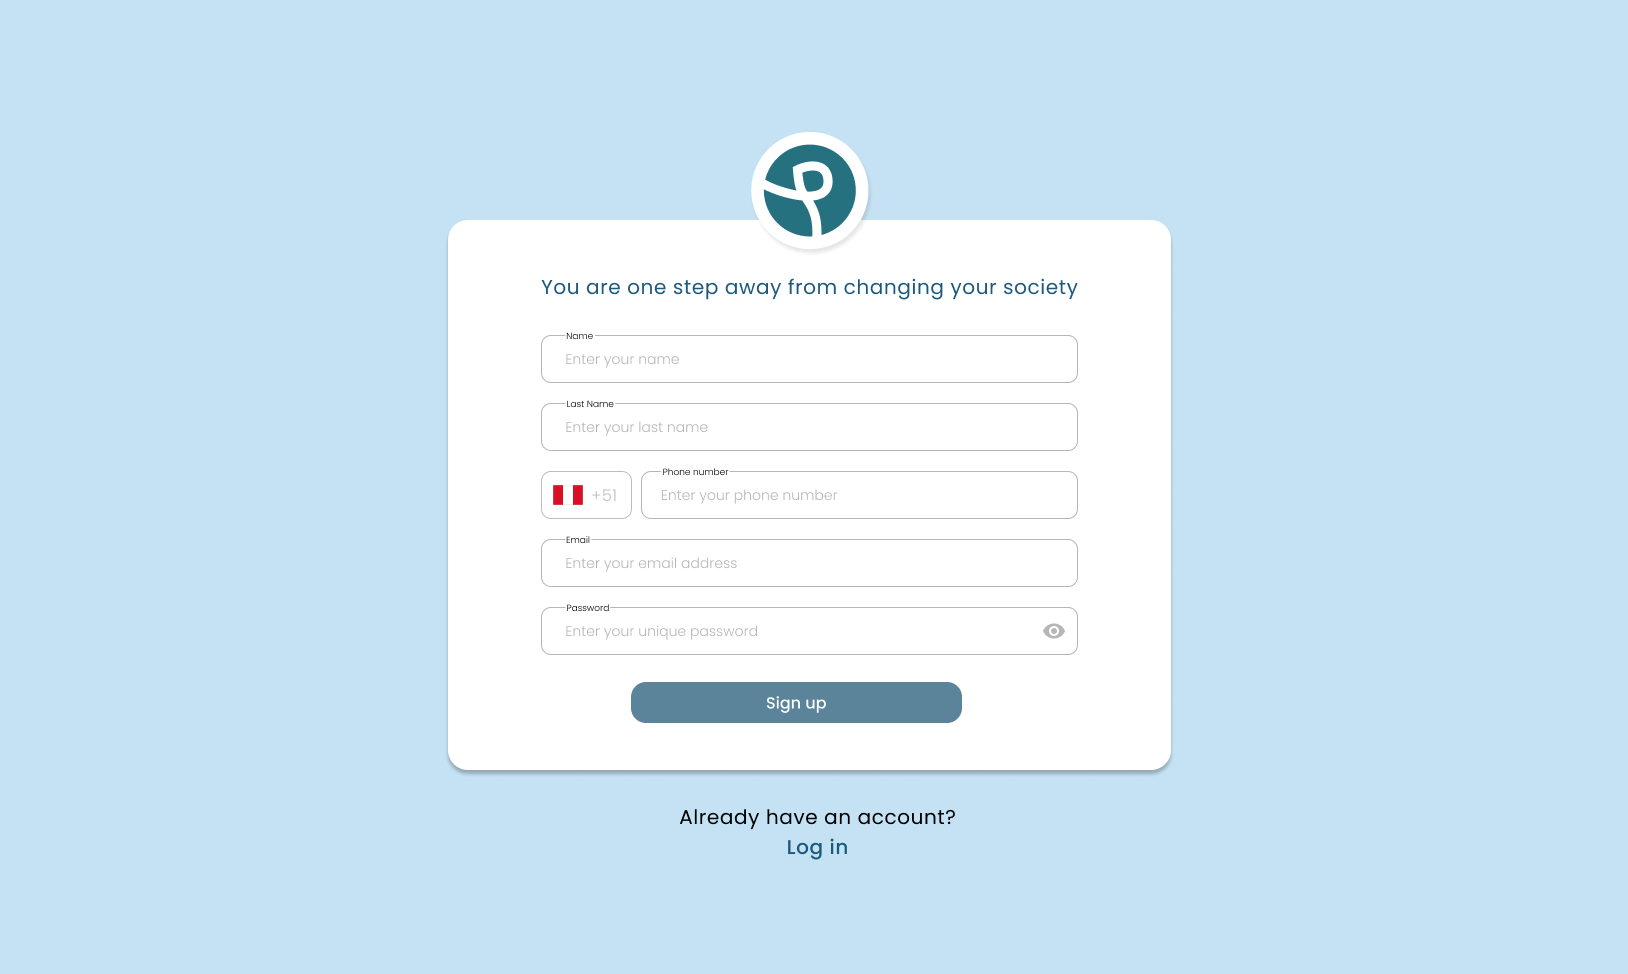 You are one step away from changing your society
Name
Enter your name
Last Name
Enter your last name
Phone number
+51 Enter your phone number
Email
Enter your email address
Password
Enter your unique password
Sign up
Already have an account?
Log in